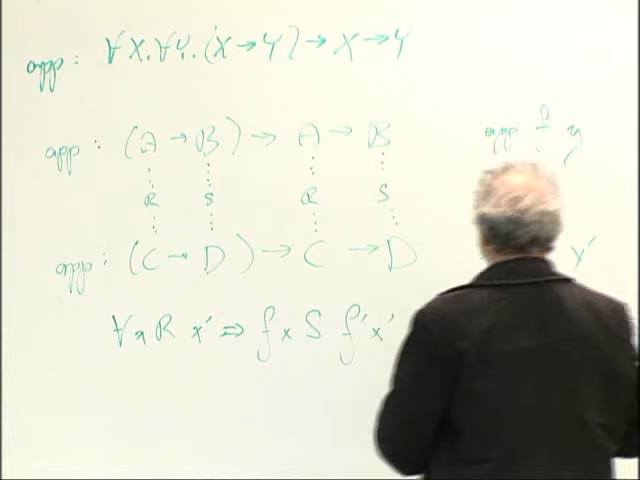 app : ∀X.∀Y.(X→Y)→X→Y
app : (A → B) → A → B
R S R S
app : (C → D) → C → D
∀x R x' ⇒ f x S f' x'
app f y
x'